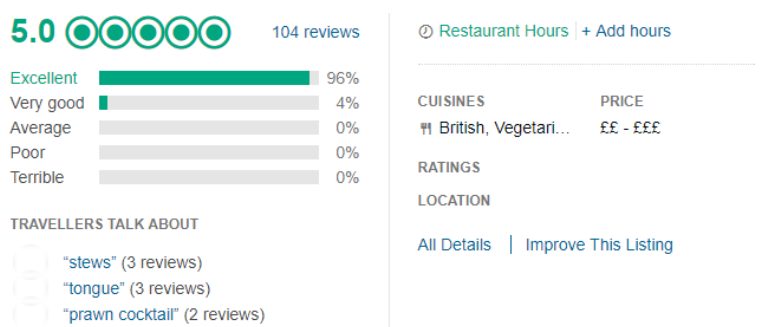 5.0 104 reviews
Excellent 96%
Very good 4%
Average 0%
Poor 0%
Terrible 0%
TRAVELLERS TALK ABOUT
“stews” (3 reviews)
“tongue” (3 reviews)
“prawn cocktail” (2 reviews)
Restaurant Hours + Add hours
CUISINES PRICE
British, Vegetari... ££ - £££
RATINGS
LOCATION
All Details | Improve This Listing